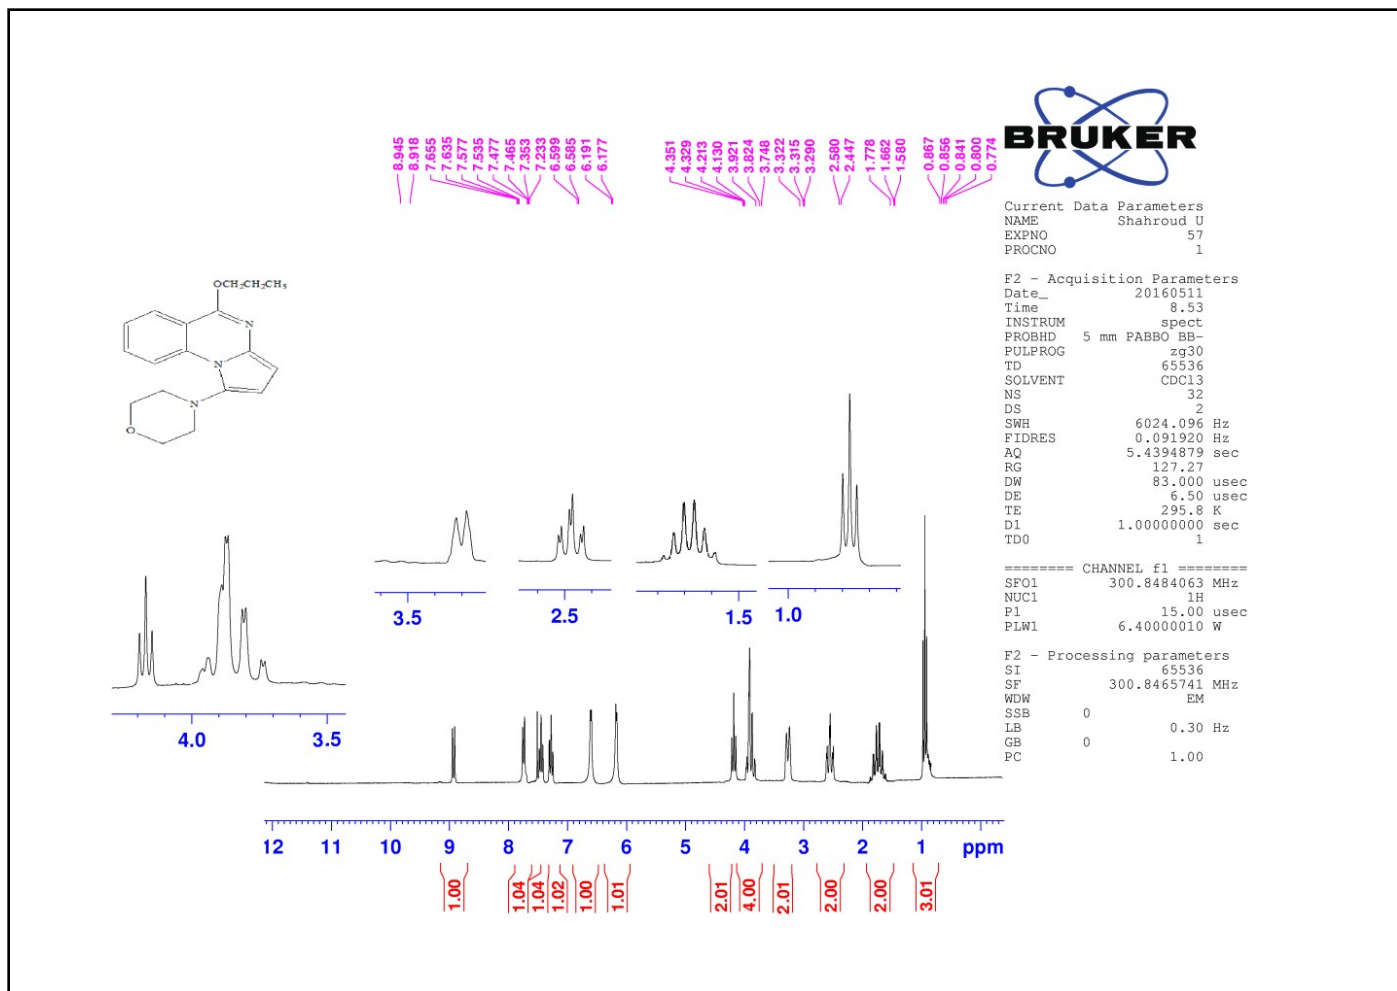 8.945
8.918
7.655
7.635
7.577
7.535
7.477
7.465
7.353
7.233
6.599
6.585
6.191
6.177
4.351
4.329
4.213
4.130
3.921
3.824
3.748
3.322
3.315
3.290
2.580
2.447
1.778
1.662
1.580
0.867
0.856
0.841
0.800
0.774
BRUKER
Current Data Parameters
NAME Shahroud U
EXPNO 57
PROCNO 1
F2 - Acquisition Parameters
Date_ 20160511
Time 8.53
INSTRUM spect
PROBHD 5 mm PABBO BB-
PULPROG zg30
TD 65536
SOLVENT CDCl3
NS 32
DS 2
SWH 6024.096 Hz
FIDRES 0.091920 Hz
AQ 5.4394879 sec
RG 127.27
DW 83.000 usec
DE 6.50 usec
TE 295.8 K
D1 1.00000000 sec
TD0 1
======== CHANNEL f1 ========
SFO1 300.8484063 MHz
NUC1 1H
P1 15.00 usec
PLW1 6.40000010 W
F2 - Processing parameters
SI 65536
SF 300.8465741 MHz
WDW EM
SSB 0
LB 0.30 Hz
GB 0
PC 1.00
OCH2CH2CH3
N
N
N
O
3.5
2.5
1.5
1.0
4.0 3.5
12 11 10 9 8 7 6 5 4 3 2 1 ppm
1.00
1.04
1.04
1.02
1.00
1.01
2.01
4.00
2.01
2.00
2.00
3.01